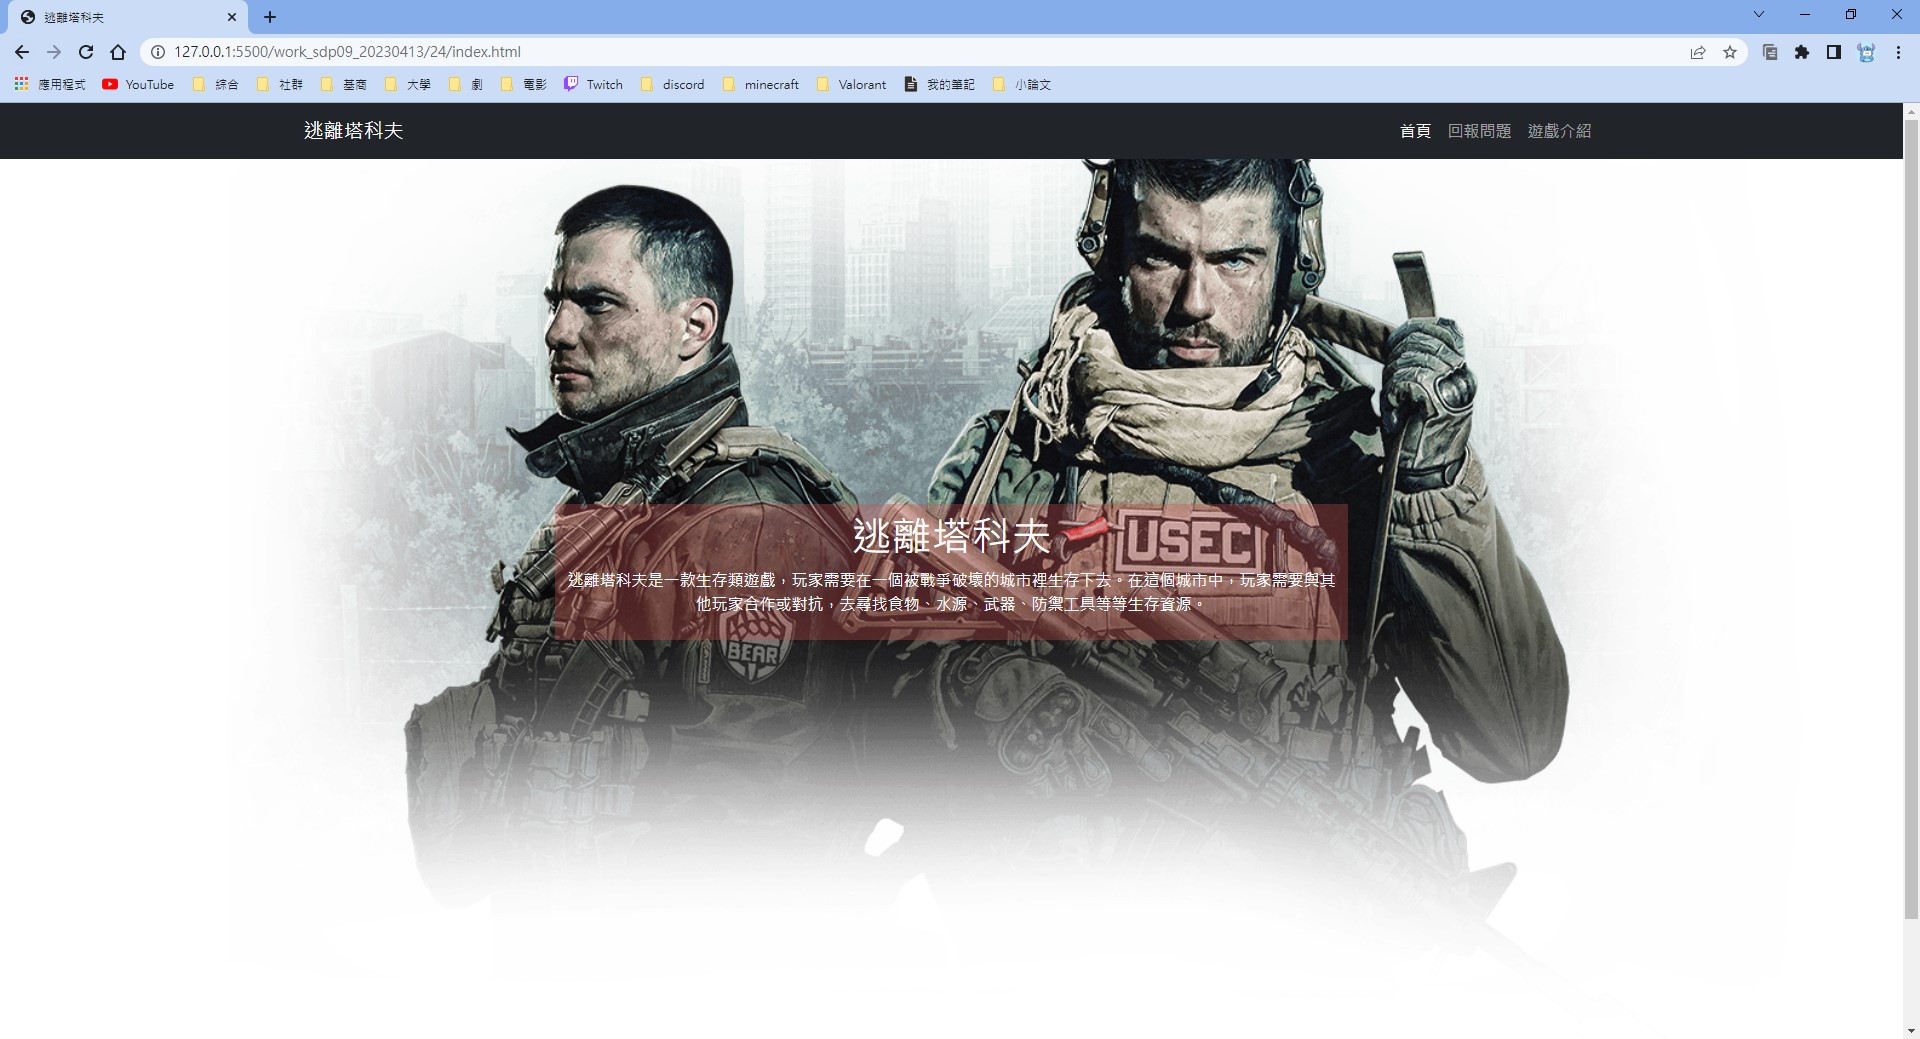 逃離塔科夫
127.0.0.1:5500/work_sdp09_20230413/24/index.html
應用程式 YouTube 綜合 社群 基商 大學 劇 電影 Twitch discord minecraft Valorant 我的筆記 小論文
逃離塔科夫 首頁 回報問題 遊戲介紹
逃離塔科夫
USEC
逃離塔科夫是一款生存類遊戲，玩家需要在一個被戰爭破壞的城市裡生存下去。在這個城市中，玩家需要與其
他玩家合作或對抗，去尋找食物、水源、武器、防禦工具等等生存資源。
BEAR